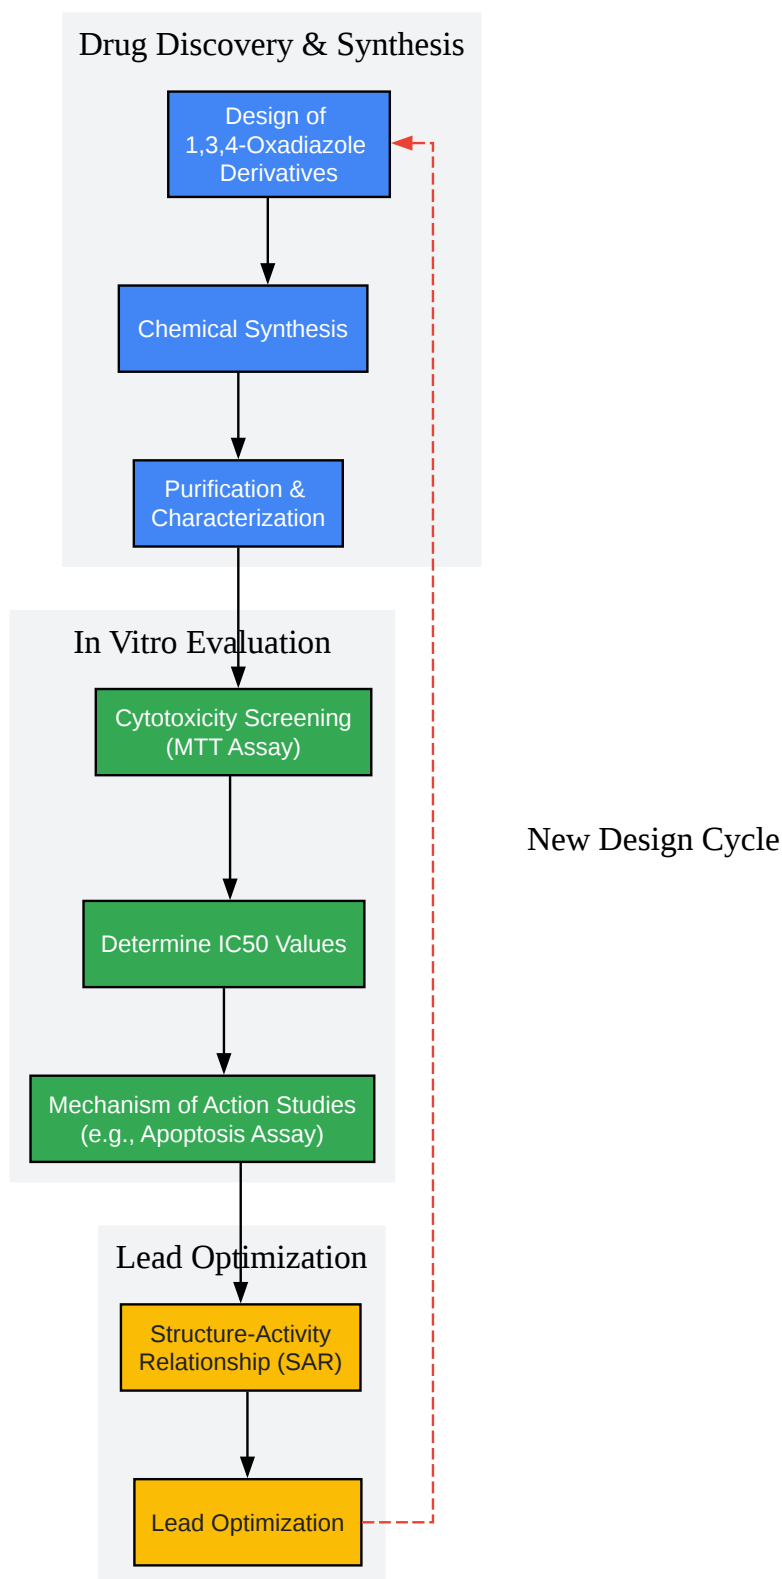 Drug Discovery & Synthesis
Design of
1,3,4-Oxadiazole
Derivatives
Chemical Synthesis
Purification &
Characterization
In Vitro Evaluation
Cytotoxicity Screening
(MTT Assay)
New Design Cycle
Determine IC50 Values
Mechanism of Action Studies
(e.g., Apoptosis Assay)
Lead Optimization
Structure-Activity
Relationship (SAR)
Lead Optimization